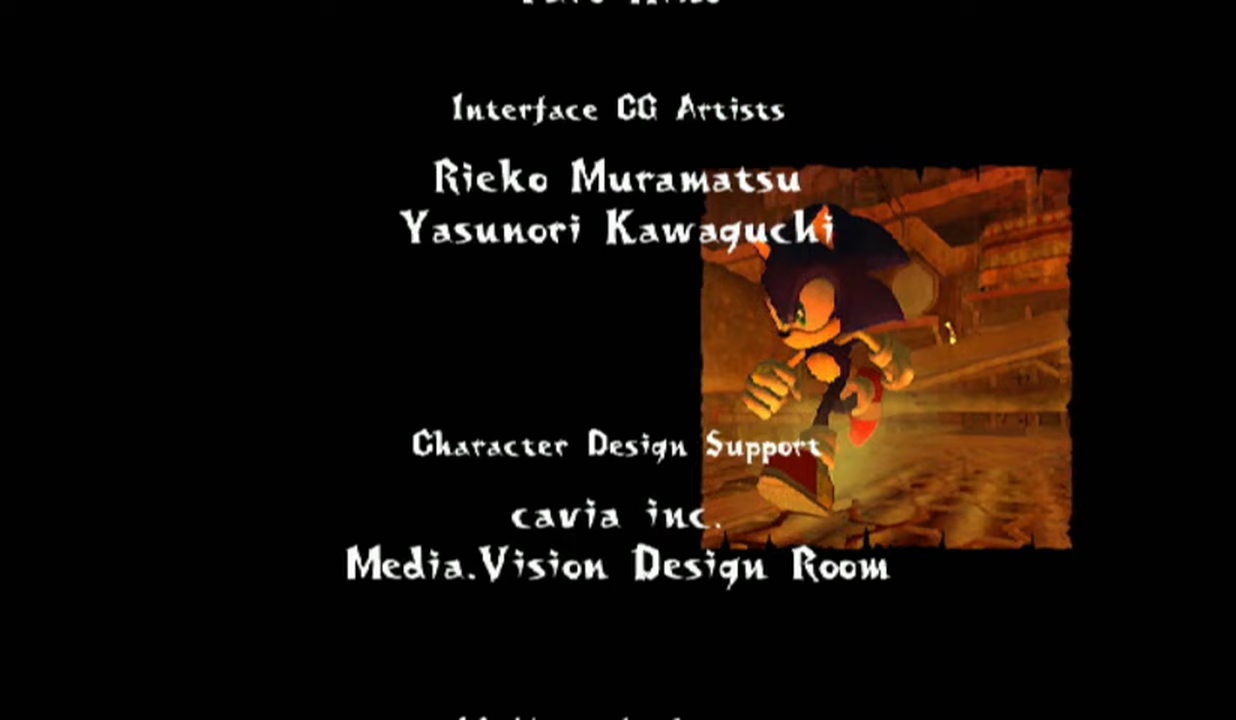 Interface CG Artists
Rieko Muramatsu
Yasunori Kawaguchi
Character Design Support
cavia inc.
Media.Vision Design Room